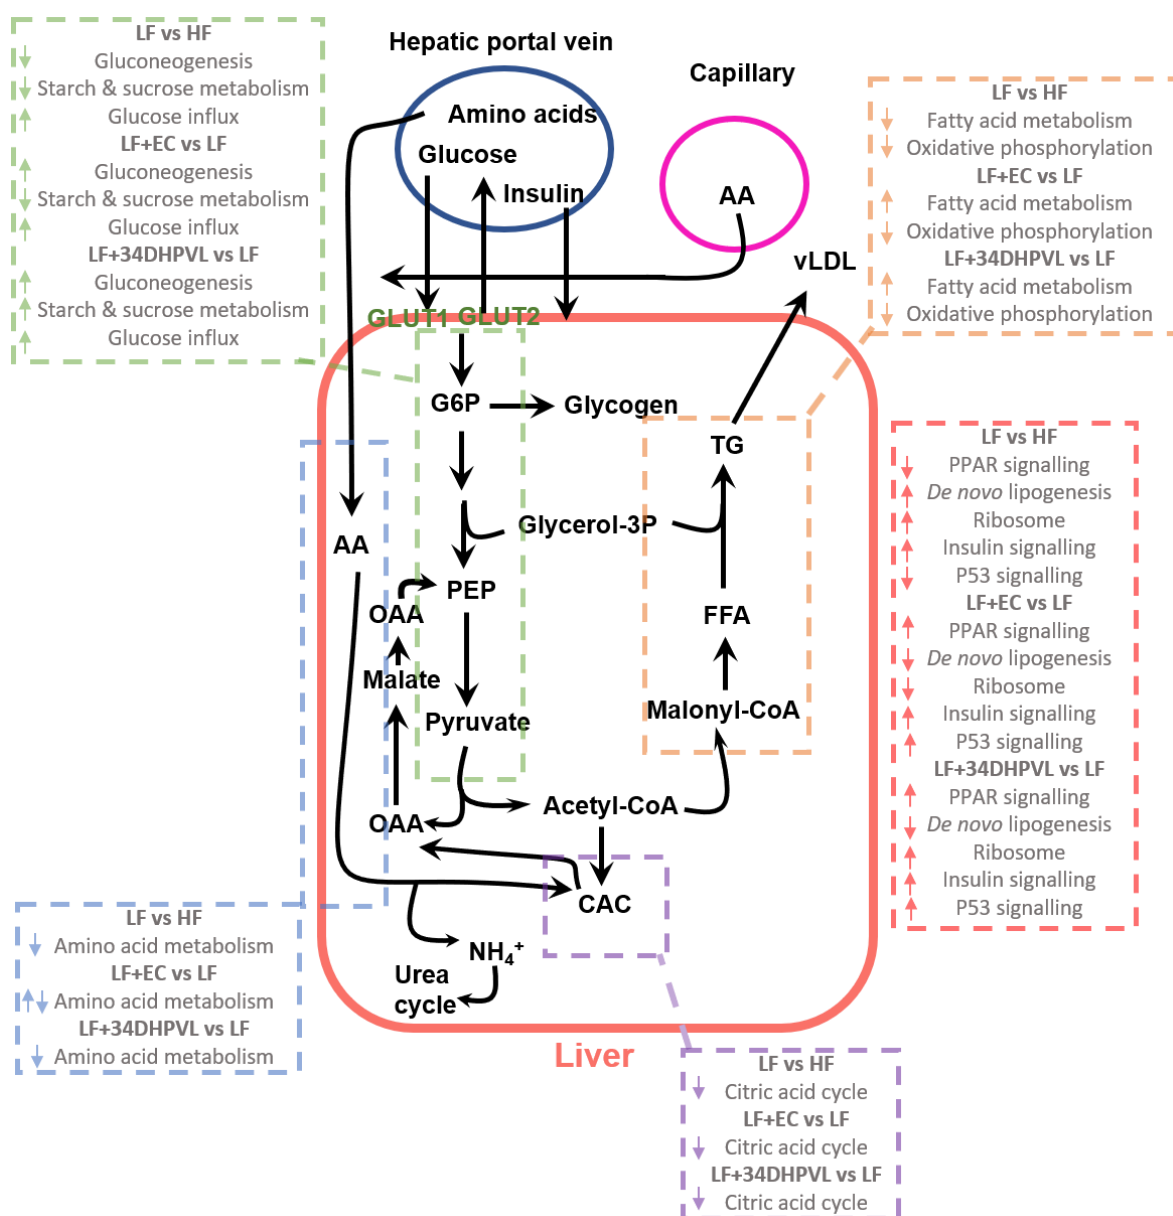 LF vs HF
↓ Gluconeogenesis
↓ Starch & sucrose metabolism
↑ Glucose influx
LF+EC vs LF
↑ Gluconeogenesis
↓ Starch & sucrose metabolism
↑ Glucose influx
LF+34DHPVL vs LF
↑ Gluconeogenesis
↑ Starch & sucrose metabolism
↑ Glucose influx
Hepatic portal vein
Amino acids
Glucose
Insulin
Capillary
AA
vLDL
LF vs HF
↓ Fatty acid metabolism
↓ Oxidative phosphorylation
LF+EC vs LF
↑ Fatty acid metabolism
↓ Oxidative phosphorylation
LF+34DHPVL vs LF
↑ Fatty acid metabolism
↓ Oxidative phosphorylation
GLUT1 GLUT2
G6P
Glycogen
TG
Glycerol-3P
AA
PEP
OAA
FFA
Malate
Malonyl-CoA
Pyruvate
Acetyl-CoA
OAA
CAC
NH₄⁺
Urea
cycle
Liver
LF vs HF
↓ PPAR signalling
↑ De novo lipogenesis
↑ Ribosome
↑ Insulin signalling
↓ P53 signalling
LF+EC vs LF
↑ PPAR signalling
↓ De novo lipogenesis
↓ Ribosome
↑ Insulin signalling
↑ P53 signalling
LF+34DHPVL vs LF
↑ PPAR signalling
↓ De novo lipogenesis
↑ Ribosome
↑ Insulin signalling
↑ P53 signalling
LF vs HF
↓ Amino acid metabolism
LF+EC vs LF
↑↓ Amino acid metabolism
LF+34DHPVL vs LF
↓ Amino acid metabolism
LF vs HF
↓ Citric acid cycle
LF+EC vs LF
↓ Citric acid cycle
LF+34DHPVL vs LF
↓ Citric acid cycle